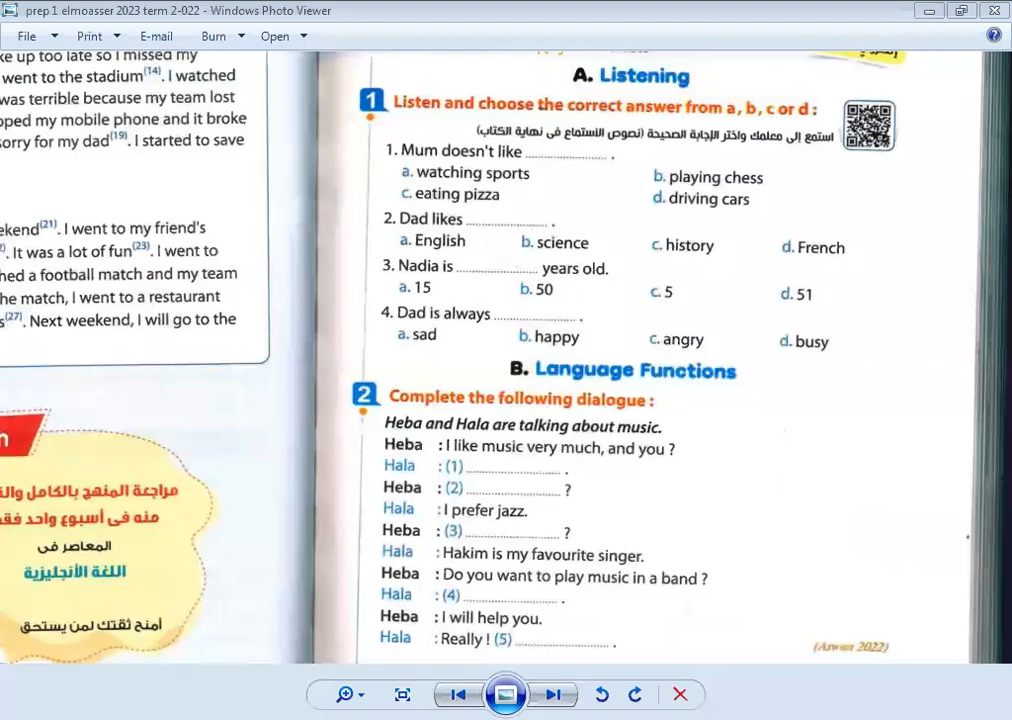 prep 1 elmoasser 2023 term 2-022 - Windows Photo Viewer
File Print E-mail Burn Open
ke up too late so I missed my
went to the stadium(14). I watched
was terrible because my team lost
pped my mobile phone and it broke
sorry for my dad(19). I started to save
ekend(21). I went to my friend's
. It was a lot of fun(23). I went to
hed a football match and my team
he match, I went to a restaurant
s(27). Next weekend, I will go to the
n
مراجعة المنهج بالكامل والت
منه فى أسبوع واحد فقط
المعاصر فى
اللغة الأنجليزية
أمنح ثقتك لمن يستحق
A. Listening
1 Listen and choose the correct answer from a, b, c or d :
استمع إلى معلمك واختر الإجابة الصحيحة (نصوص الاستماع فى نهاية الكتاب)
1. Mum doesn't like .................... .
a. watching sports b. playing chess
c. eating pizza d. driving cars
2. Dad likes .................... .
a. English b. science c. history d. French
3. Nadia is .................... years old.
a. 15 b. 50 c. 5 d. 51
4. Dad is always .................... .
a. sad b. happy c. angry d. busy
B. Language Functions
2 Complete the following dialogue :
Heba and Hala are talking about music.
Heba : I like music very much, and you ?
Hala : (1) .................... .
Heba : (2) .................... ?
Hala : I prefer jazz.
Heba : (3) .................... ?
Hala : Hakim is my favourite singer.
Heba : Do you want to play music in a band ?
Hala : (4) .................... .
Heba : I will help you.
Hala : Really ! (5) .................... .
(Aswan 2022)